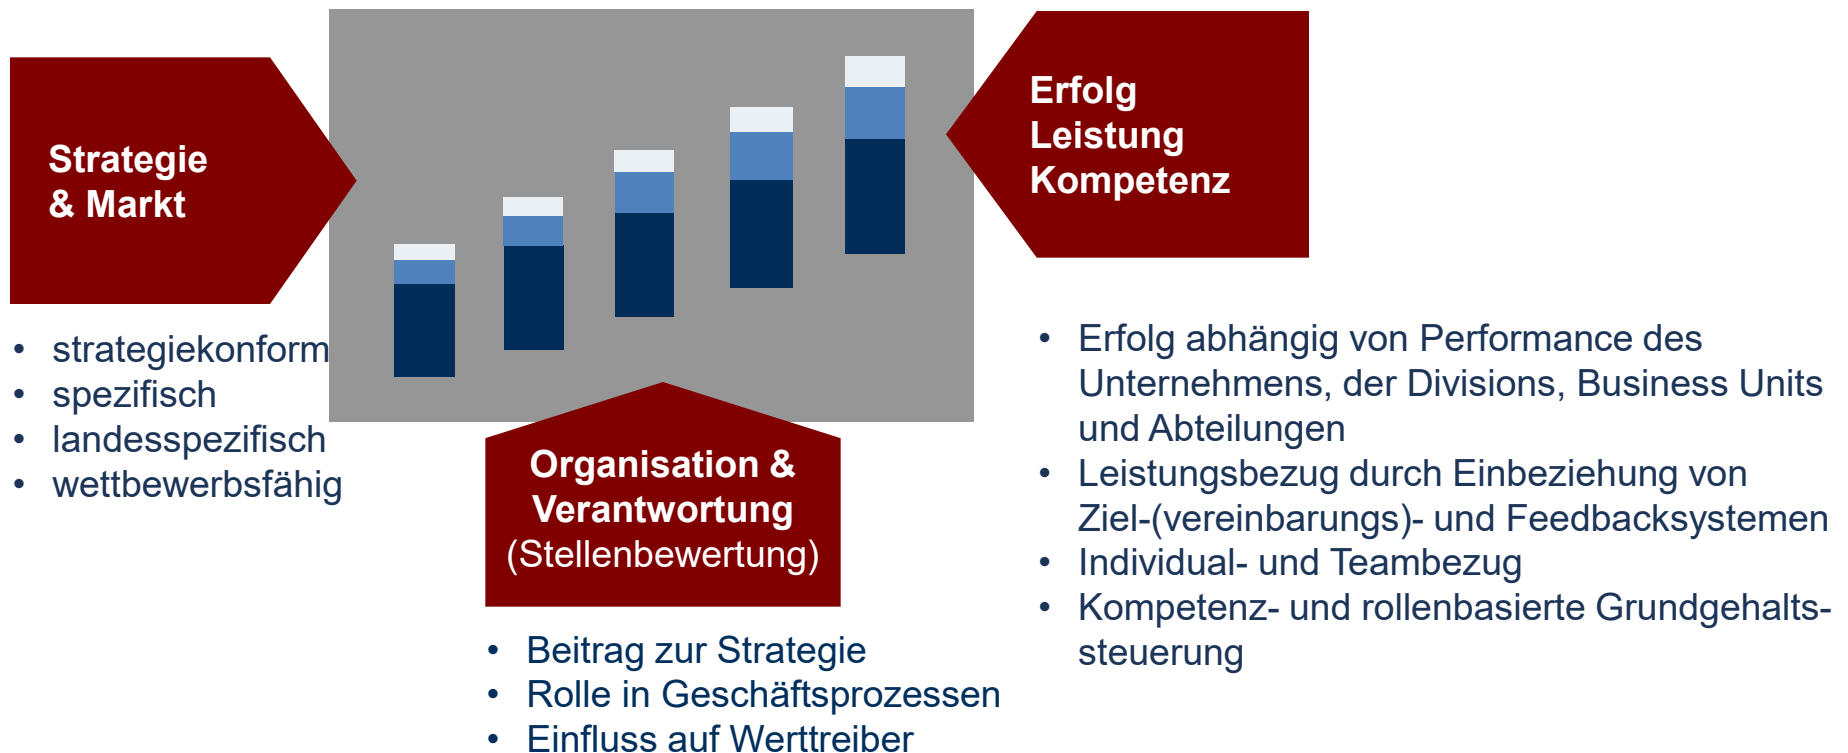 Strategie
& Markt
• strategiekonform
• spezifisch
• landesspezifisch
• wettbewerbsfähig
Organisation &
Verantwortung
(Stellenbewertung)
• Beitrag zur Strategie
• Rolle in Geschäftsprozessen
• Einfluss auf Werttreiber
Erfolg
Leistung
Kompetenz
• Erfolg abhängig von Performance des
Unternehmens, der Divisions, Business Units
und Abteilungen
• Leistungsbezug durch Einbeziehung von
Ziel-(vereinbarungs)- und Feedbacksystemen
• Individual- und Teambezug
• Kompetenz- und rollenbasierte Grundgehalts-
steuerung